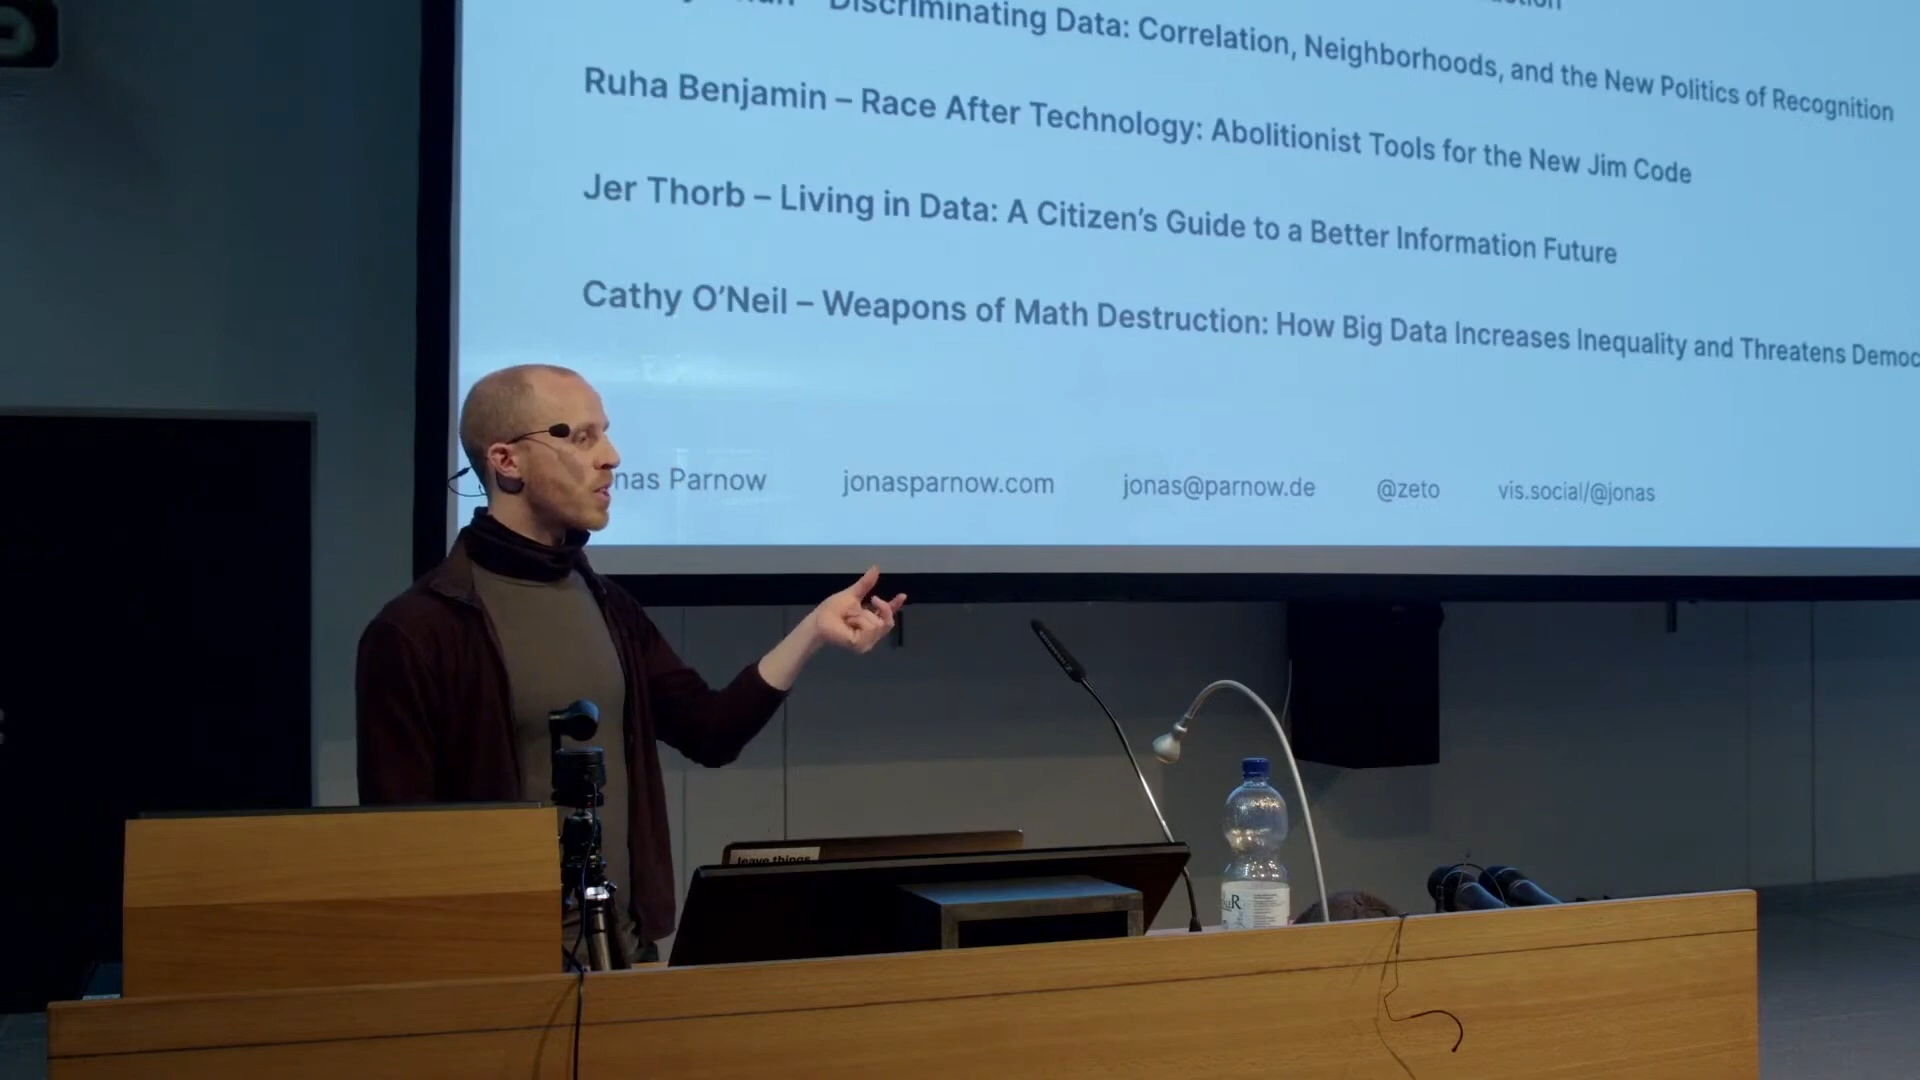 Discriminating Data: Correlation, Neighborhoods, and the New Politics of Recognition
Ruha Benjamin – Race After Technology: Abolitionist Tools for the New Jim Code
Jer Thorb – Living in Data: A Citizen’s Guide to a Better Information Future
Cathy O’Neil – Weapons of Math Destruction: How Big Data Increases Inequality and Threatens Democ
nas Parnow jonasparnow.com jonas@parnow.de @zeto vis.social/@jonas
leave things